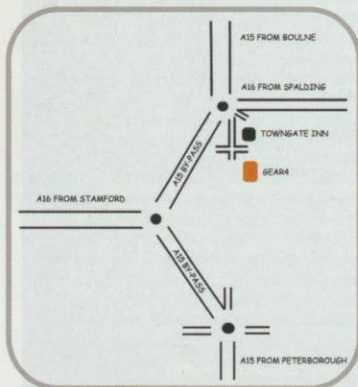 A15 FROM BOULNE
A16 FROM SPALDING
TOWNGATE INN
GEAR4
A15 BY-PASS
A16 FROM STAMFORD
A15 BY-PASS
A15 FROM PETERBOROUGH